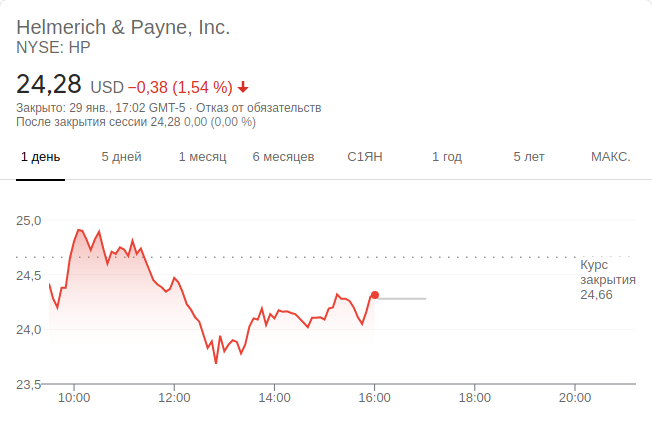 Helmerich & Payne, Inc.
NYSE: HP
24,28 USD −0,38 (1,54 %)
Закрыто: 29 янв., 17:02 GMT-5 · Отказ от обязательств
После закрытия сессии 24,28 0,00 (0,00 %)
1 день 5 дней 1 месяц 6 месяцев С1ЯН 1 год 5 лет МАКС.
25,0
24,5
24,0
23,5
Курс
закрытия
24,66
10:00 12:00 14:00 16:00 18:00 20:00